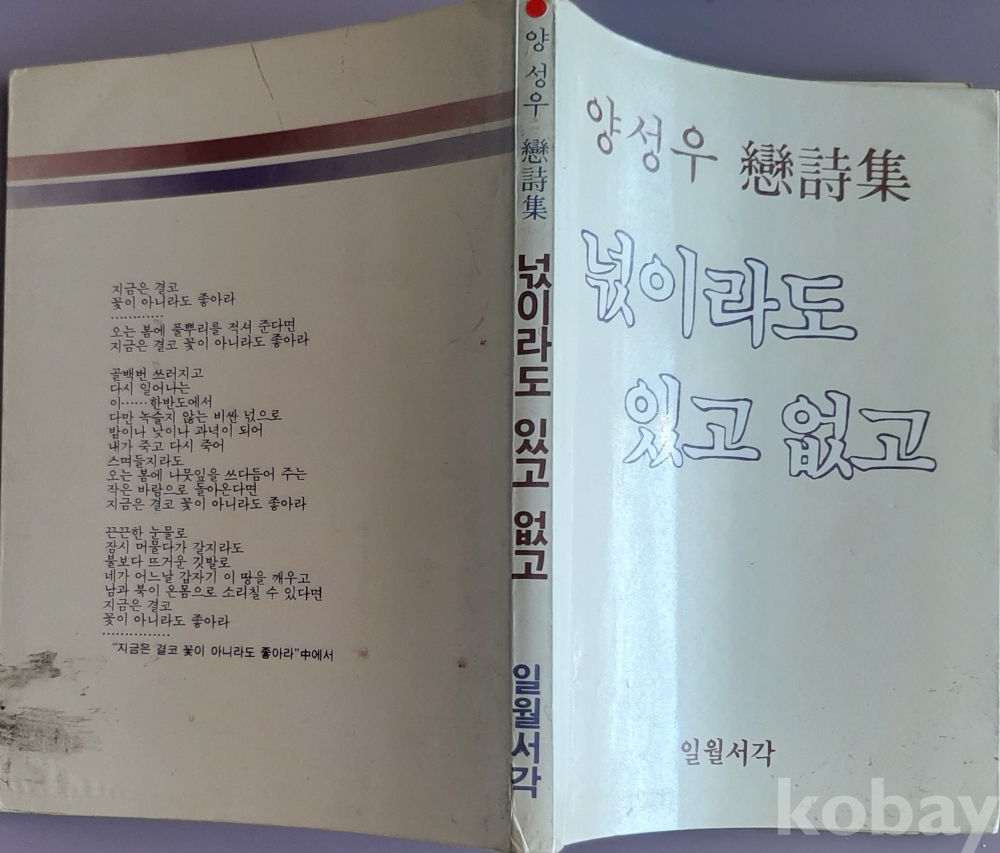 지금은 결코
꽃이 아니라도 좋아라
............
오는 봄에 풀뿌리를 적셔 준다면
지금은 결코 꽃이 아니라도 좋아라
골백번 쓰러지고
다시 일어나는
이……한반도에서
다만 녹슬지 않는 비싼 넋으로
밤이나 낮이나 과녁이 되어
내가 죽고 다시 죽어
스며들지라도
오는 봄에 나뭇잎을 쓰다듬어 주는
작은 바람으로 돌아온다면
지금은 결코 꽃이 아니라도 좋아라
끈끈한 눈물로
잠시 머물다가 갈지라도
불보다 뜨거운 깃발로
네가 어느날 갑자기 이 땅을 깨우고
남과 북이 온몸으로 소리칠 수 있다면
지금은 결코
꽃이 아니라도 좋아라
...............
“지금은 결코 꽃이 아니라도 좋아라”中에서
양 성우 戀詩集 넋이라도 있고 없고 일월서각
양성우 戀詩集
넋이라도
있고 없고
일월서각
kobay